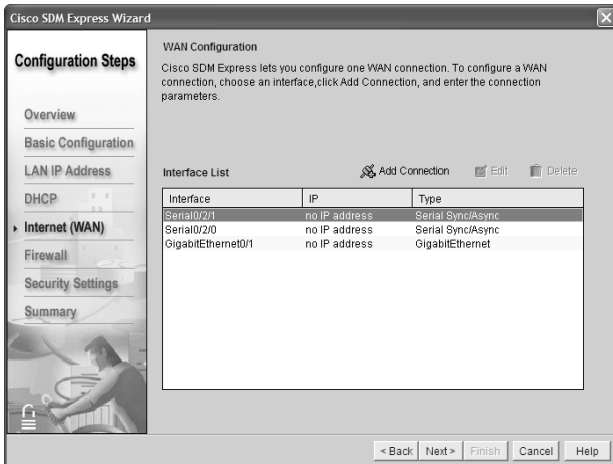 Cisco SDM Express Wizard
Configuration Steps
Overview
Basic Configuration
LAN IP Address
DHCP
Internet (WAN)
Firewall
Security Settings
Summary
WAN Configuration
Cisco SDM Express lets you configure one WAN connection. To configure a WAN
connection, choose an interface,click Add Connection, and enter the connection
parameters.
Interface List Add Connection Edit Delete
Interface IP Type
Serial0/2/1 no IP address Serial Sync/Async
Serial0/2/0 no IP address Serial Sync/Async
GigabitEthernet0/1 no IP address GigabitEthernet
< Back Next > Finish Cancel Help